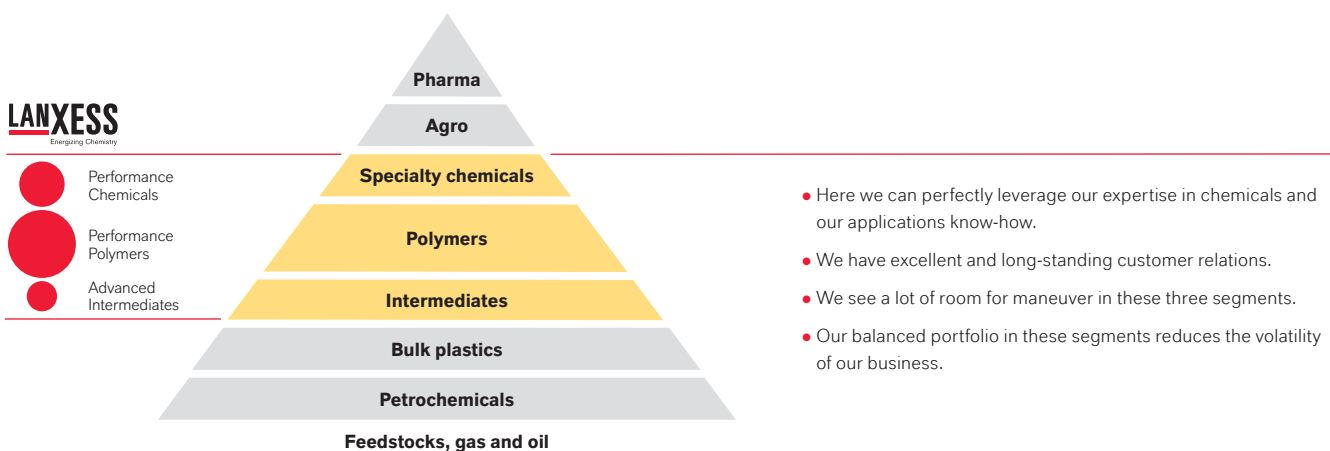 LANXESS
Energizing Chemistry
Performance
Chemicals
Performance
Polymers
Advanced
Intermediates
Pharma
Agro
Specialty chemicals
Polymers
Intermediates
Bulk plastics
Petrochemicals
Feedstocks, gas and oil
• Here we can perfectly leverage our expertise in chemicals and
our applications know-how.
• We have excellent and long-standing customer relations.
• We see a lot of room for maneuver in these three segments.
• Our balanced portfolio in these segments reduces the volatility
of our business.